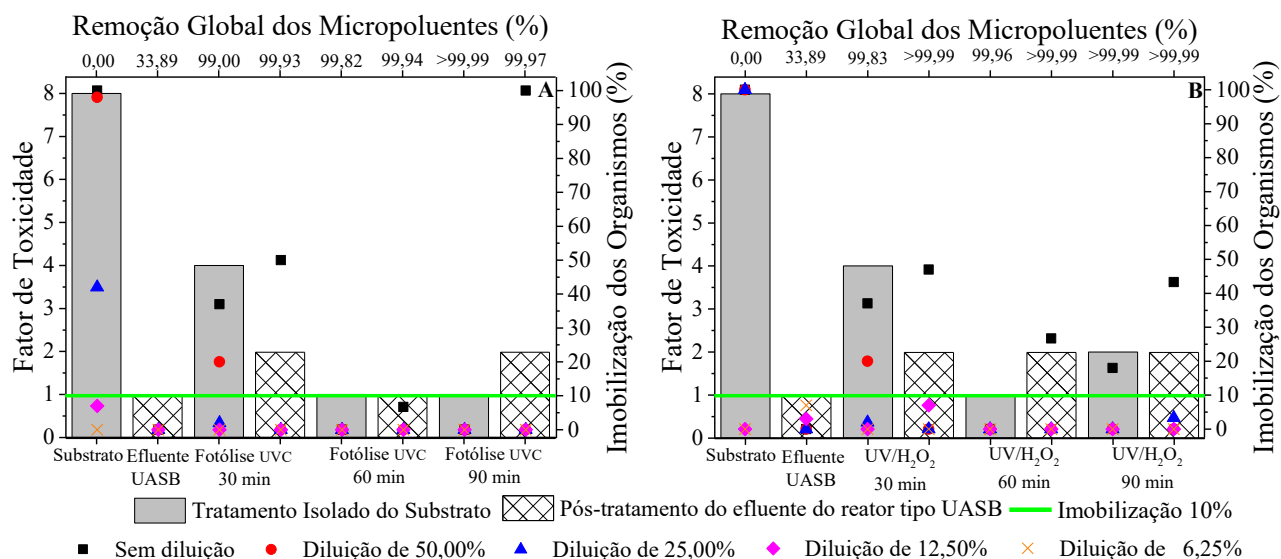 Remoção Global dos Micropoluentes (%)
0,00 33,89 99,00 99,93 99,82 99,94 >99,99 99,97
A
Fator de Toxicidade
8
7
6
5
4
3
2
1
0
100
90
80
70
60
50
40
30
20
10
0
Imobilização dos Organismos (%)
Substrato Efluente Fotólise UVC Fotólise UVC Fotólise UVC
UASB 30 min 60 min 90 min
Remoção Global dos Micropoluentes (%)
0,00 33,89 99,83 >99,99 99,96 >99,99 >99,99 >99,99
B
Fator de Toxicidade
8
7
6
5
4
3
2
1
0
100
90
80
70
60
50
40
30
20
10
0
Imobilização dos Organismos (%)
Substrato Efluente UV/H₂O₂ UV/H₂O₂ UV/H₂O₂
UASB 30 min 60 min 90 min
Tratamento Isolado do Substrato Pós-tratamento do efluente do reator tipo UASB Imobilização 10%
Sem diluição Diluição de 50,00% Diluição de 25,00% Diluição de 12,50% Diluição de 6,25%